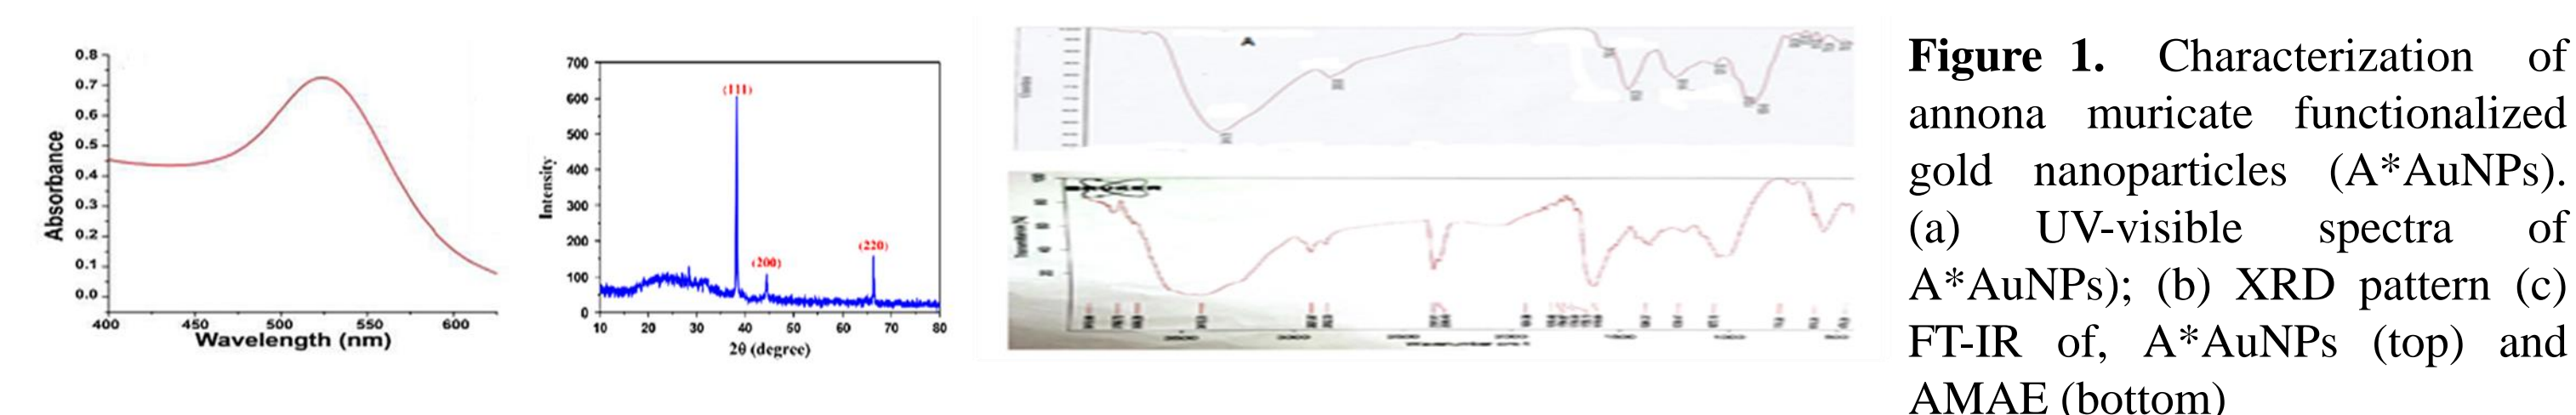 0.8
0.7
0.6
0.5
0.4
0.3
0.2
0.1
0.0
Absorbance
400 450 500 550 600
Wavelength (nm)
700
600
500
400
300
200
100
0
Intensity
(111)
(200)
(220)
10 20 30 40 50 60 70 80
2θ (degree)
A
Figure 1. Characterization of
annona muricate functionalized
gold nanoparticles (A*AuNPs).
(a) UV-visible spectra of
A*AuNPs); (b) XRD pattern (c)
FT-IR of, A*AuNPs (top) and
AMAE (bottom)